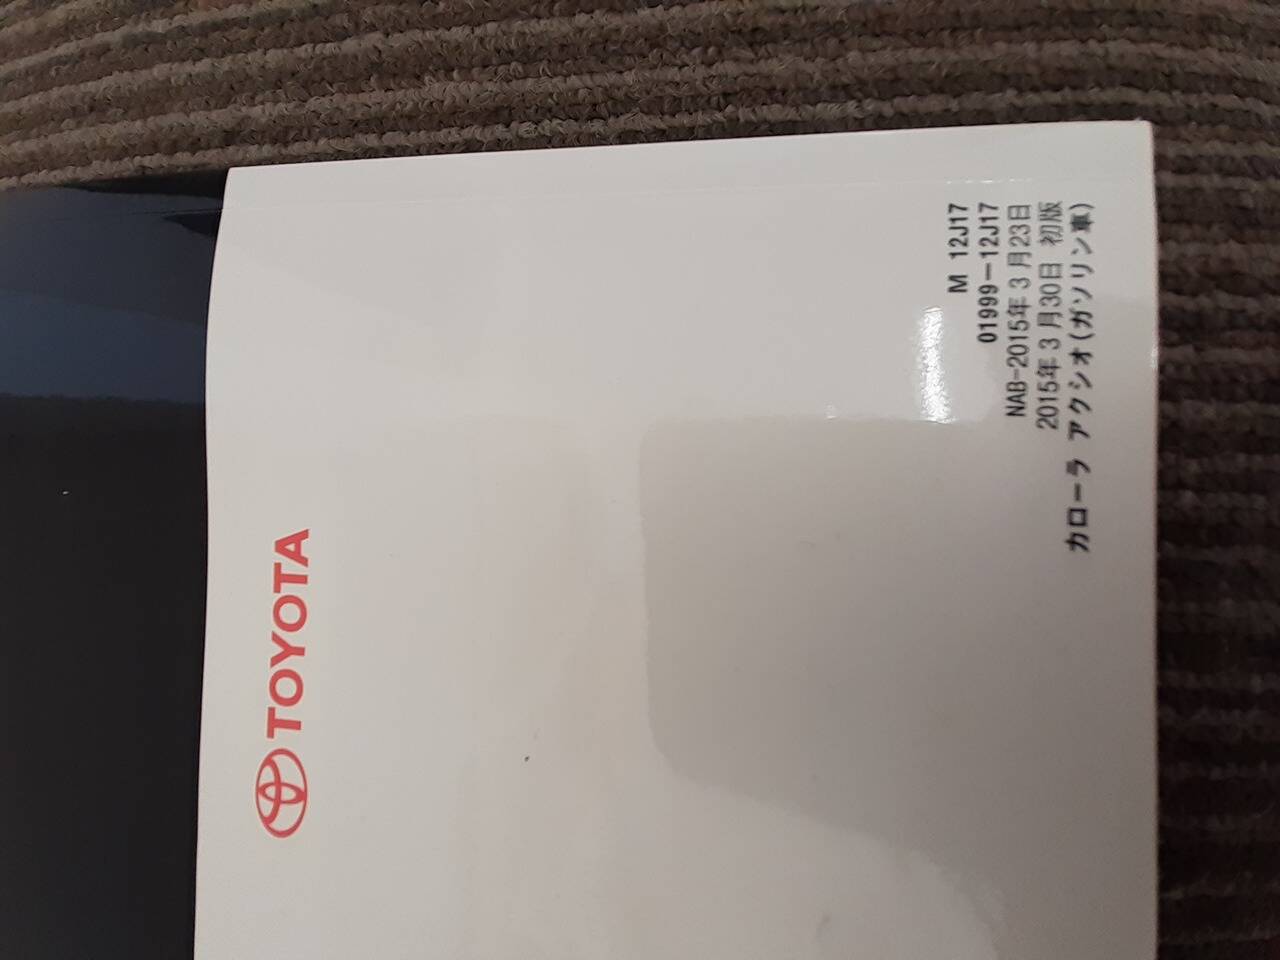 TOYOTA
M 12J17
01999－12J17
NAB−2015年3月23日
2015年3月30日 初版
カローラ アクシオ(ガソリン車)